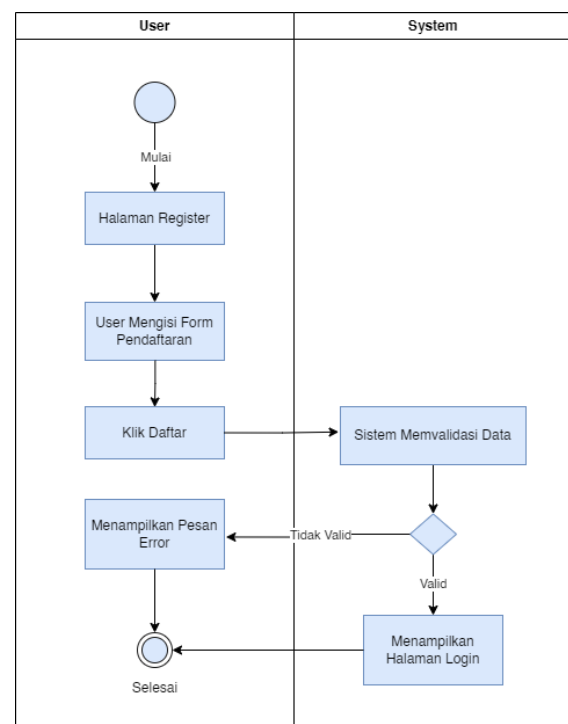 User
System
Mulai
Halaman Register
User Mengisi Form
Pendaftaran
Klik Daftar
Sistem Memvalidasi Data
Menampilkan Pesan
Error
Tidak Valid
Valid
Menampilkan
Halaman Login
Selesai